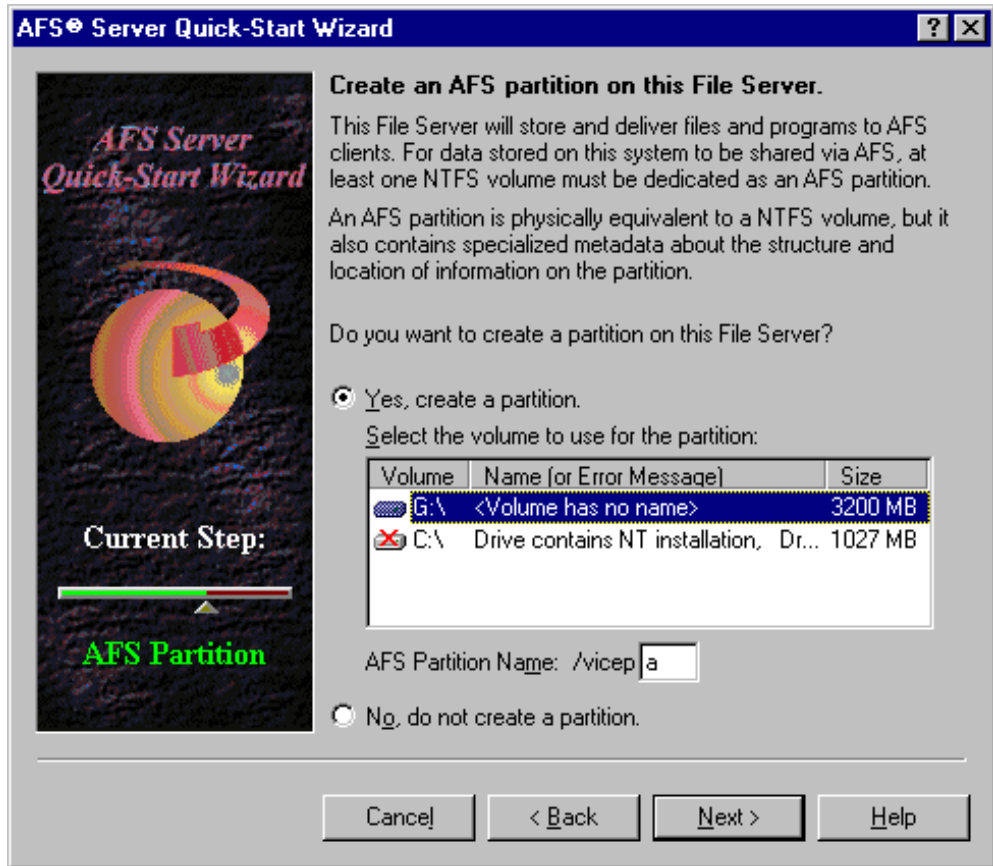 AFS® Server Quick-Start Wizard
AFS Server
Quick-Start Wizard
Current Step:
AFS Partition
Create an AFS partition on this File Server.
This File Server will store and deliver files and programs to AFS
clients. For data stored on this system to be shared via AFS, at
least one NTFS volume must be dedicated as an AFS partition.
An AFS partition is physically equivalent to a NTFS volume, but it
also contains specialized metadata about the structure and
location of information on the partition.
Do you want to create a partition on this File Server?
Yes, create a partition.
Select the volume to use for the partition:
Volume Name (or Error Message) Size
G:\ <Volume has no name> 3200 MB
C:\ Drive contains NT installation, Dr... 1027 MB
AFS Partition Name: /vicep a
No, do not create a partition.
Cancel < Back Next > Help